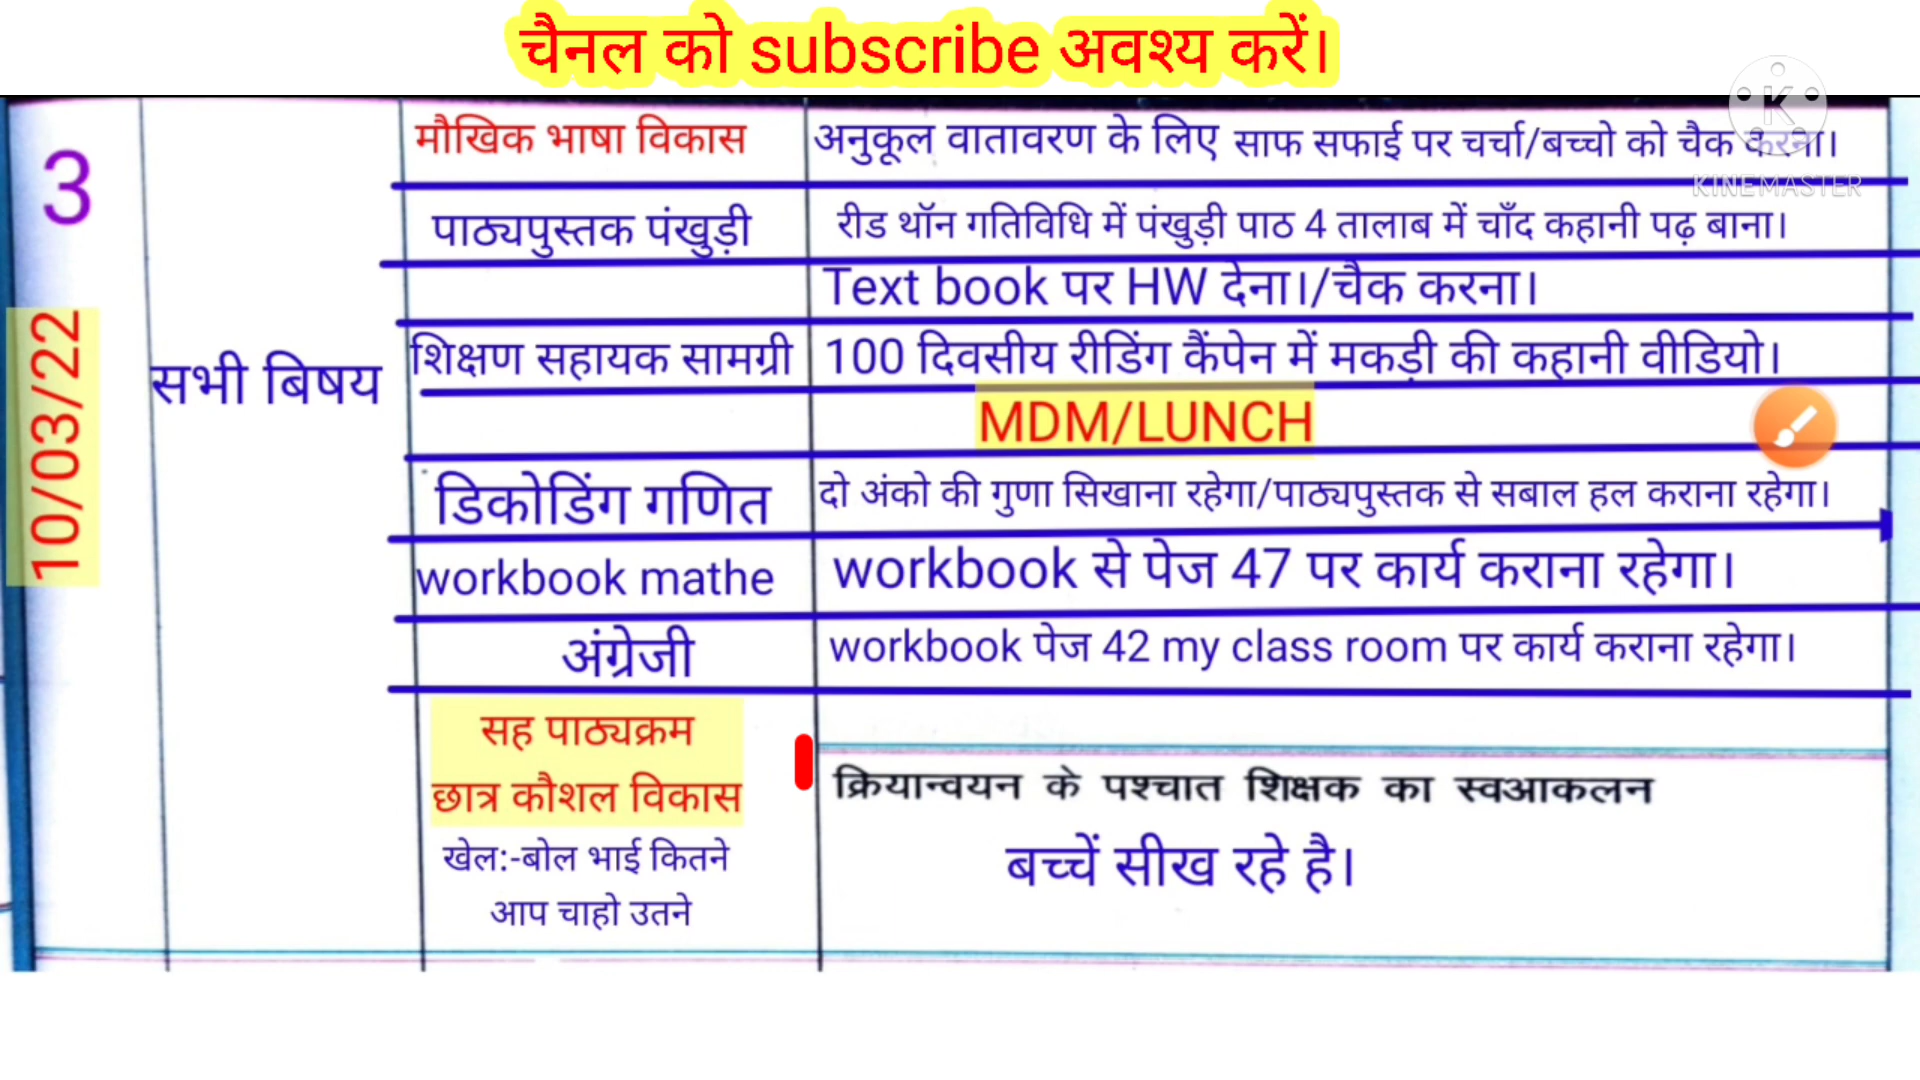 चैनल को subscribe अवश्य करें।
K
KINEMASTER
3
10/03/22
सभी बिषय
मौखिक भाषा विकास
अनुकूल वातावरण के लिए साफ सफाई पर चर्चा/बच्चो को चैक करना।
पाठ्यपुस्तक पंखुड़ी
रीड थॉन गतिविधि में पंखुड़ी पाठ 4 तालाब में चाँद कहानी पढ़ बाना।
Text book पर HW देना।/चैक करना।
शिक्षण सहायक सामग्री
100 दिवसीय रीडिंग कैंपेन में मकड़ी की कहानी वीडियो।
MDM/LUNCH
डिकोडिंग गणित
दो अंको की गुणा सिखाना रहेगा/पाठ्यपुस्तक से सबाल हल कराना रहेगा।
workbook mathe
workbook से पेज 47 पर कार्य कराना रहेगा।
अंग्रेजी
workbook पेज 42 my class room पर कार्य कराना रहेगा।
सह पाठ्यक्रम
छात्र कौशल विकास
खेल:-बोल भाई कितने
आप चाहो उतने
क्रियान्वयन के पश्चात शिक्षक का स्वआकलन
बच्चें सीख रहे है।